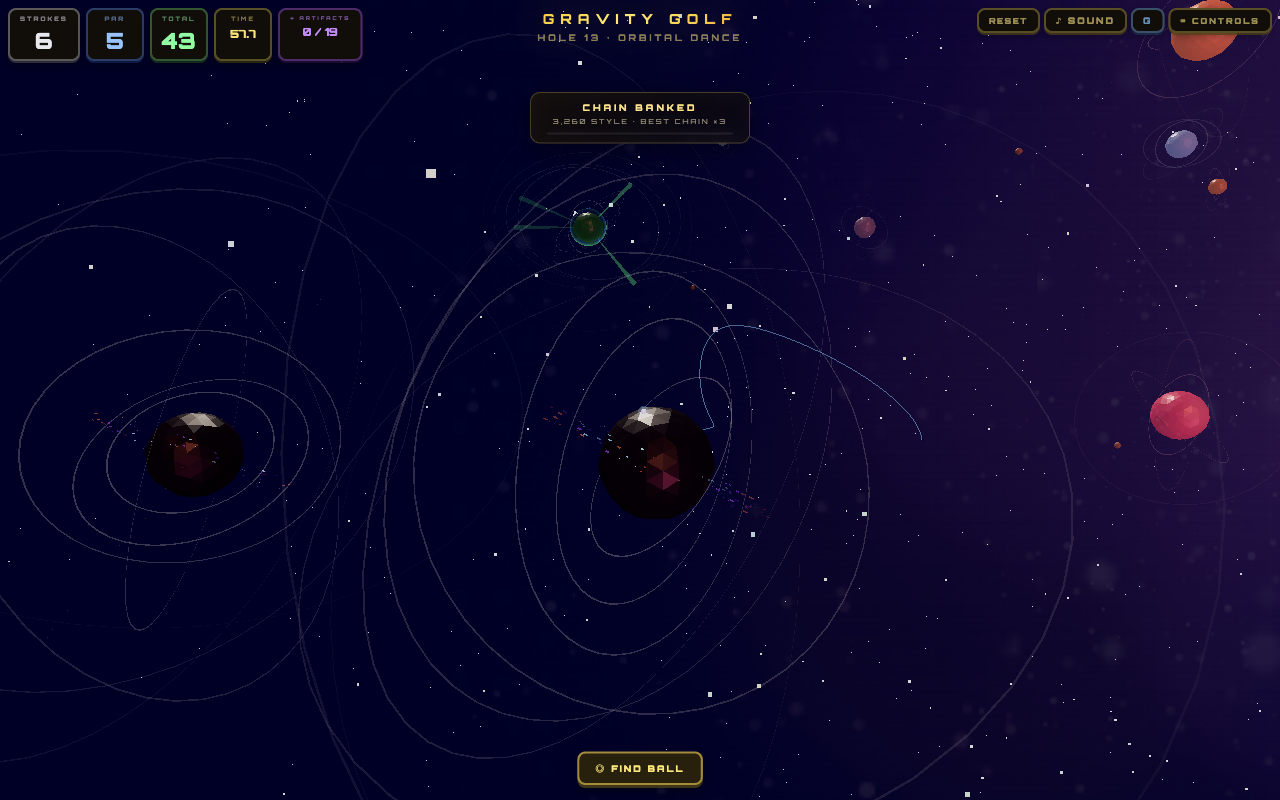 STROKES
6
PAR
5
TOTAL
43
TIME
57.7
✦ ARTIFACTS
0 / 19
GRAVITY GOLF
HOLE 13 · ORBITAL DANCE
RESET
♪ SOUND
G
CONTROLS
CHAIN BANKED
3,260 STYLE · BEST CHAIN ×3
FIND BALL